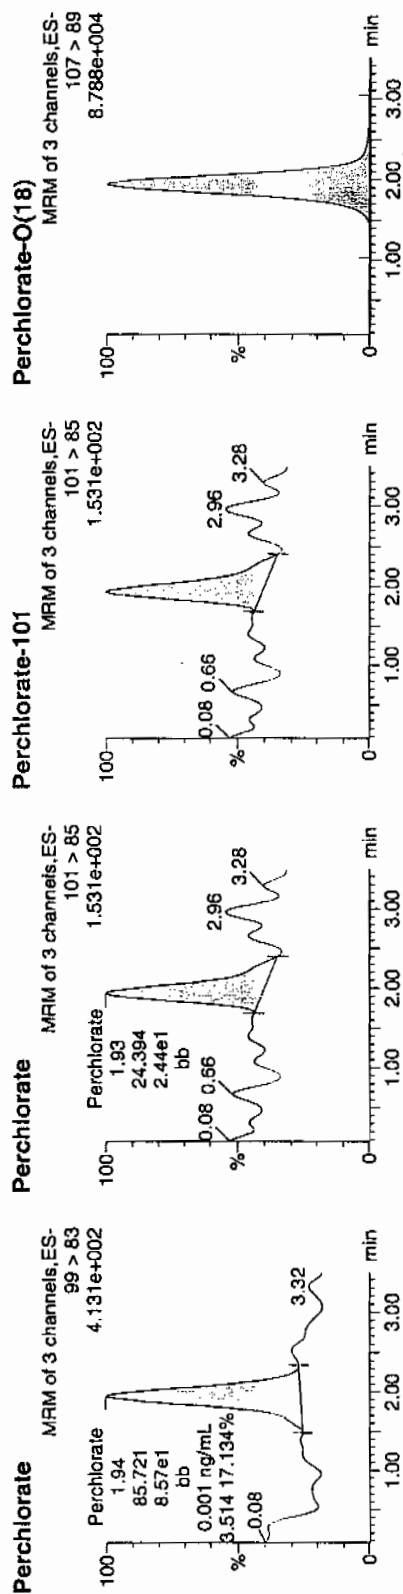 Perchlorate
MRM of 3 channels,ES-
99 > 83
4.131e+002
100
Perchlorate
1.94
85.721
8.57e1
bb
0.001 ng/mL
3.514 17.134%
0.08
3.32
%
0
1.00
2.00
3.00
min
Perchlorate
MRM of 3 channels,ES-
101 > 85
1.531e+002
100
Perchlorate
1.93
24.394
2.44e1
bb
0.08
0.66
2.96
3.28
%
0
1.00
2.00
3.00
min
Perchlorate-101
MRM of 3 channels,ES-
101 > 85
1.531e+002
100
0.08
0.66
2.96
3.28
%
0
1.00
2.00
3.00
min
Perchlorate-O(18)
MRM of 3 channels,ES-
107 > 89
8.788e+004
100
%
0
1.00
2.00
3.00
min